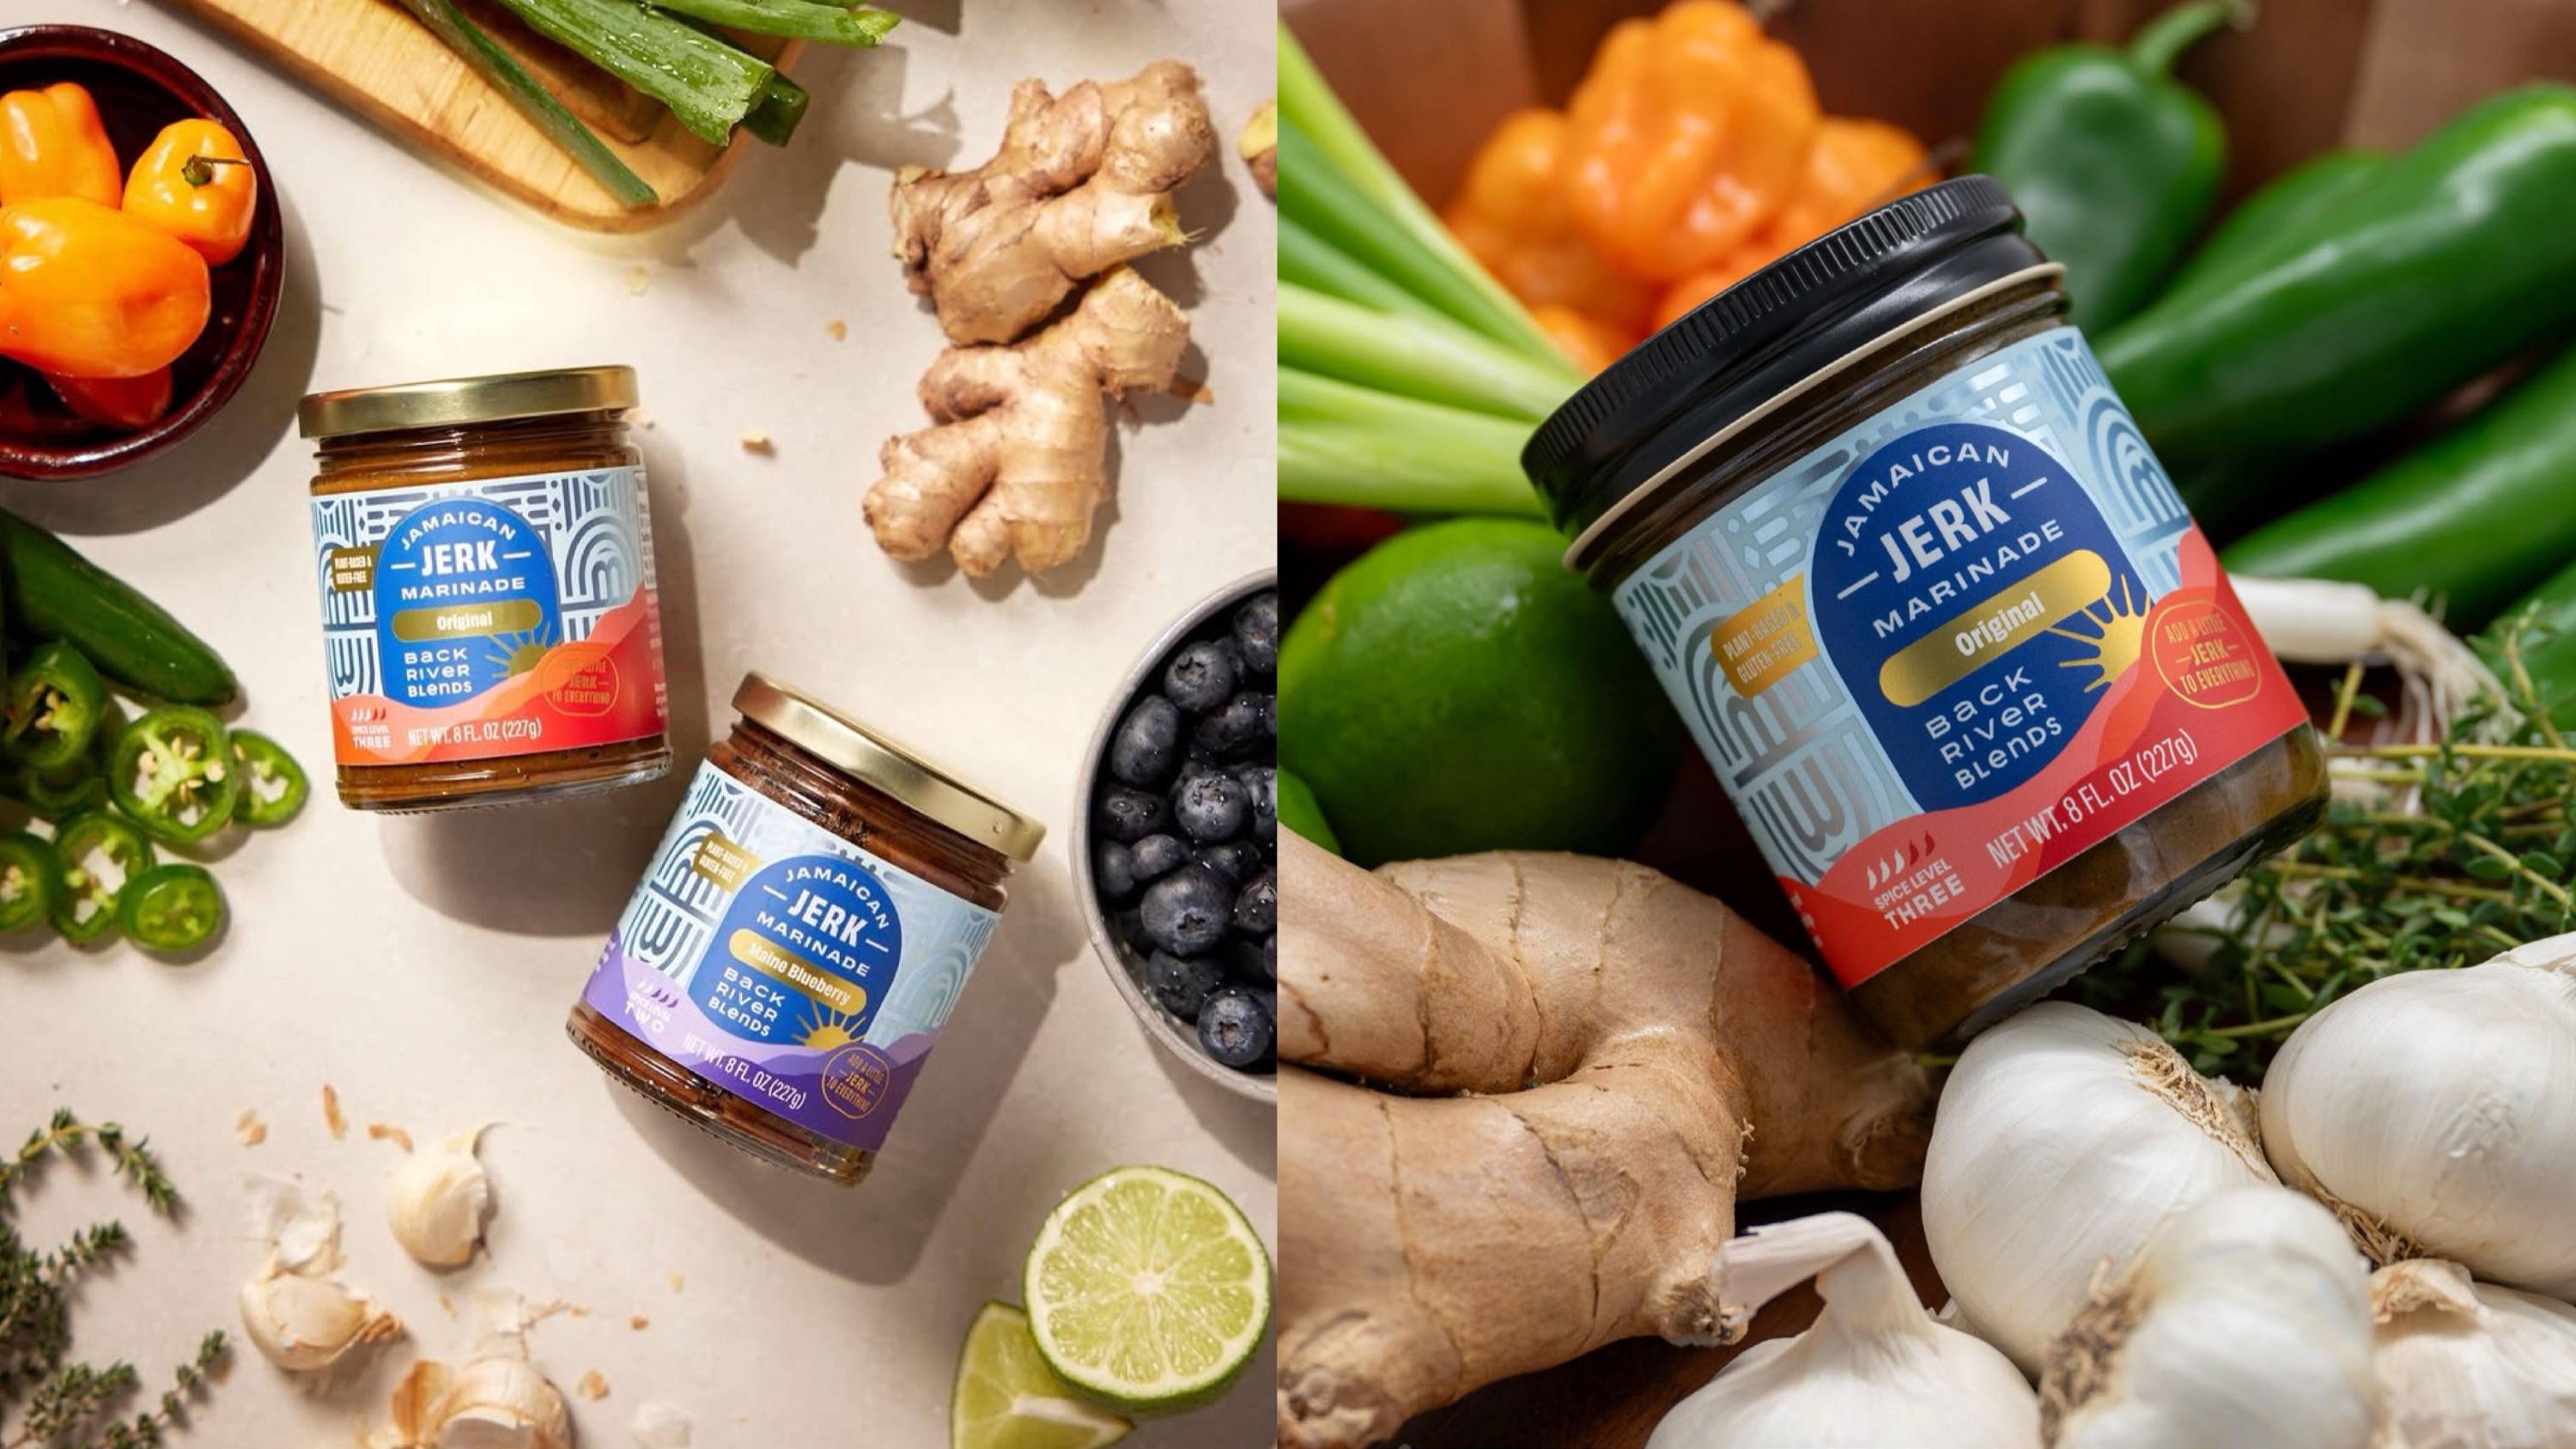 JAMAICAN
JERK
MARINADE
PLANT-BASED &
GLUTEN-FREE
Original
BACK
RIVER
BLENDS
ADD A LITTLE
JERK
TO EVERYTHING
SPICE LEVEL
THREE
NET WT. 8 FL. OZ (227g)
JAMAICAN
JERK
MARINADE
PLANT-BASED &
GLUTEN-FREE
Maine Blueberry
BACK
RIVER
BLENDS
SPICE LEVEL
TWO
NET WT. 8 FL. OZ (227g)
ADD A LITTLE
JERK
TO EVERYTHING
JAMAICAN
JERK
MARINADE
PLANT-BASED &
GLUTEN-FREE
Original
BACK
RIVER
BLENDS
ADD A LITTLE
JERK
TO EVERYTHING
SPICE LEVEL
THREE
NET WT. 8 FL. OZ (227g)